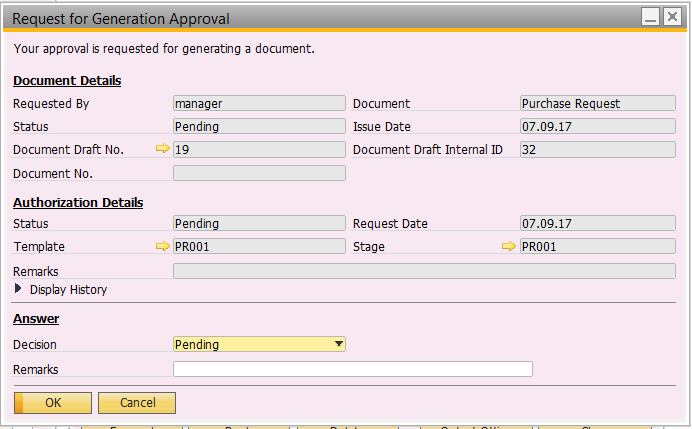 Request for Generation Approval
Your approval is requested for generating a document.
Document Details
Requested By manager Document Purchase Request
Status Pending Issue Date 07.09.17
Document Draft No. 19 Document Draft Internal ID 32
Document No.
Authorization Details
Status Pending Request Date 07.09.17
Template PR001 Stage PR001
Remarks
Display History
Answer
Decision Pending
Remarks
OK Cancel